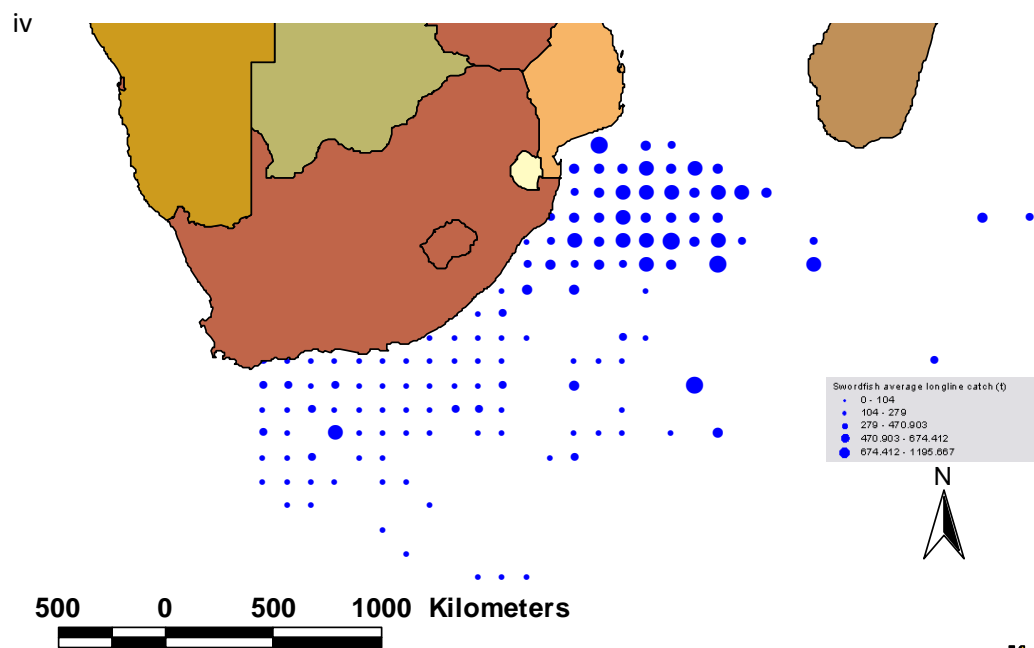 iv
Swordfish average longline catch (t)
0 - 104
104 - 279
279 - 470.903
470.903 - 674.412
674.412 - 1195.667
N
500 0 500 1000 Kilometers